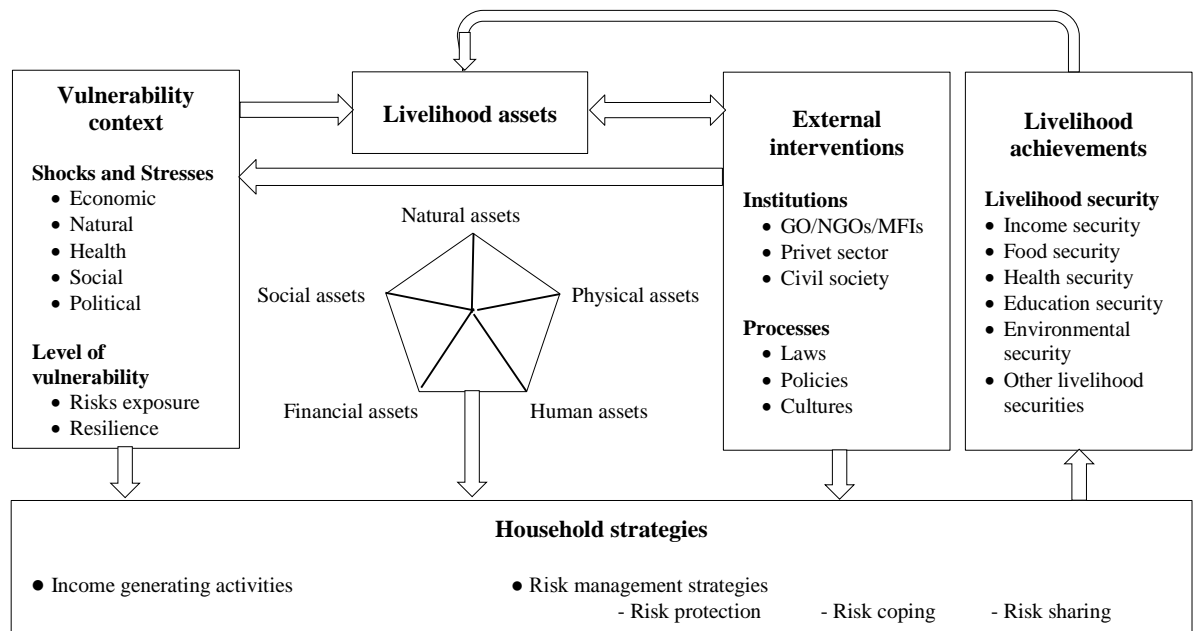 Vulnerability
context
Shocks and Stresses
• Economic
• Natural
• Health
• Social
• Political
Level of
vulnerability
• Risks exposure
• Resilience
Livelihood assets
Natural assets
Social assets
Physical assets
Financial assets
Human assets
External
interventions
Institutions
• GO/NGOs/MFIs
• Privet sector
• Civil society
Processes
• Laws
• Policies
• Cultures
Livelihood
achievements
Livelihood security
• Income security
• Food security
• Health security
• Education security
• Environmental
security
• Other livelihood
securities
Household strategies
• Income generating activities
• Risk management strategies
- Risk protection - Risk coping - Risk sharing